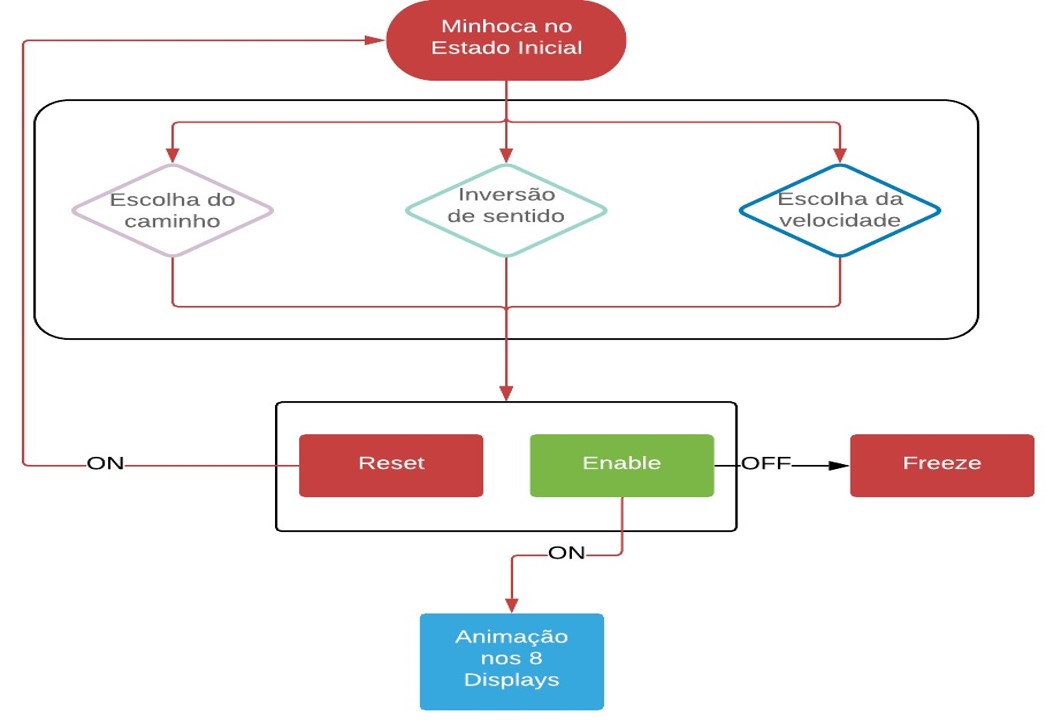 Minhoca no
Estado Inicial
Escolha do
caminho
Inversão
de sentido
Escolha da
velocidade
ON
Reset
Enable
OFF
Freeze
ON
Animação
nos 8
Displays